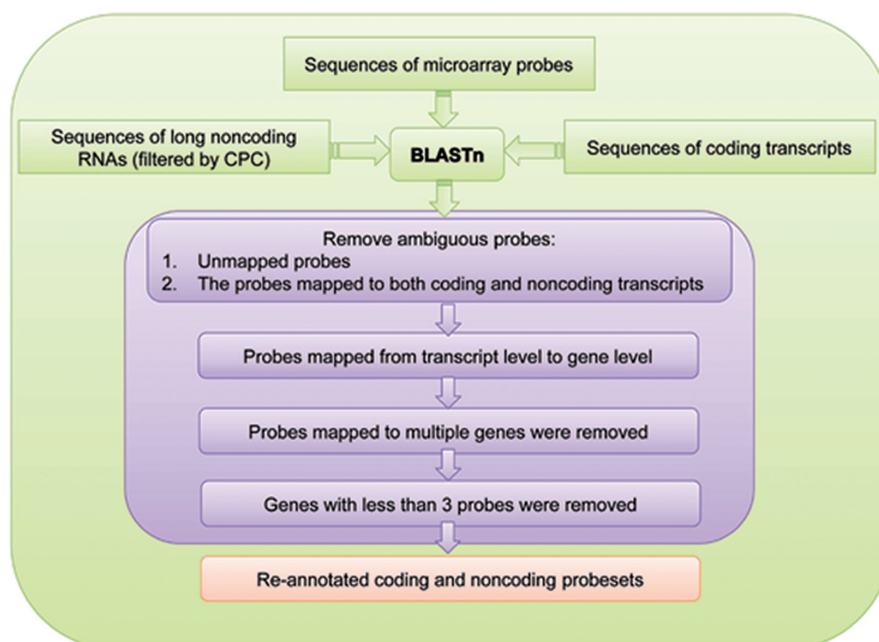 Sequences of microarray probes
Sequences of long noncoding
RNAs (filtered by CPC)
BLASTn
Sequences of coding transcripts
Remove ambiguous probes:
1. Unmapped probes
2. The probes mapped to both coding and noncoding transcripts
Probes mapped from transcript level to gene level
Probes mapped to multiple genes were removed
Genes with less than 3 probes were removed
Re-annotated coding and noncoding probesets